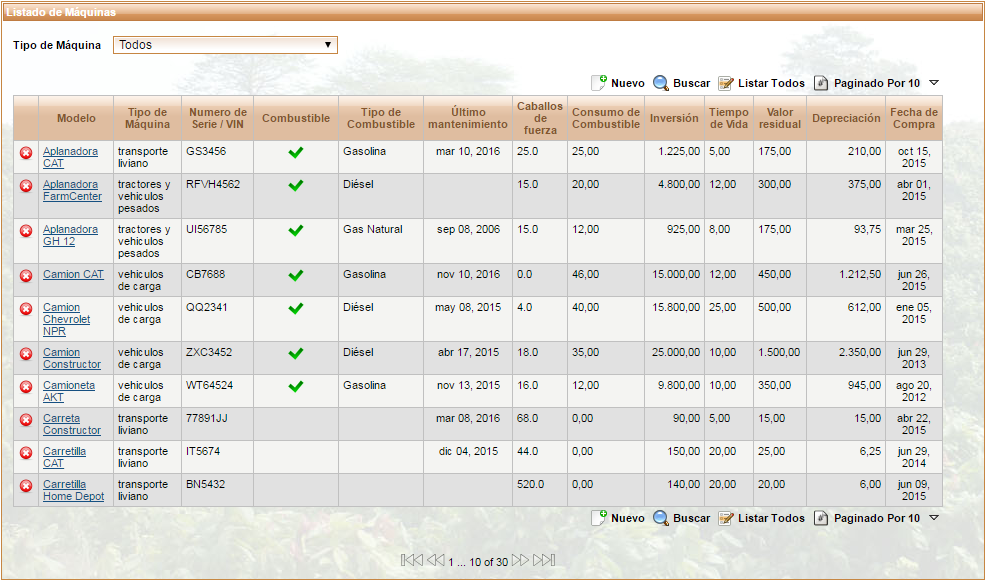 Listado de Máquinas
Tipo de Máquina Todos
Nuevo Buscar Listar Todos Paginado Por 10
Modelo Tipo de Máquina Numero de Serie / VIN Combustible Tipo de Combustible Último mantenimiento Caballos de fuerza Consumo de Combustible Inversión Tiempo de Vida Valor residual Depreciación Fecha de Compra
Aplanadora CAT transporte liviano GS3456 Gasolina mar 10, 2016 25.0 25,00 1.225,00 5,00 175,00 210,00 oct 15, 2015
Aplanadora FarmCenter tractores y vehiculos pesados RFVH4562 Diésel 15.0 20,00 4.800,00 12,00 300,00 375,00 abr 01, 2015
Aplanadora GH 12 tractores y vehiculos pesados UI56785 Gas Natural sep 08, 2006 15.0 12,00 925,00 8,00 175,00 93,75 mar 25, 2015
Camion CAT vehiculos de carga CB7688 Gasolina nov 10, 2016 0.0 46,00 15.000,00 12,00 450,00 1.212,50 jun 26, 2015
Camion Chevrolet NPR vehiculos de carga QQ2341 Diésel may 08, 2015 4.0 40,00 15.800,00 25,00 500,00 612,00 ene 05, 2015
Camion Constructor vehiculos de carga ZXC3452 Diésel abr 17, 2015 18.0 35,00 25.000,00 10,00 1.500,00 2.350,00 jun 29, 2013
Camioneta AKT vehiculos de carga WT64524 Gasolina nov 13, 2015 16.0 12,00 9.800,00 10,00 350,00 945,00 ago 20, 2012
Carreta Constructor transporte liviano 77891JJ mar 08, 2016 68.0 0,00 90,00 5,00 15,00 15,00 abr 22, 2015
Carretilla CAT transporte liviano IT5674 dic 04, 2015 44.0 0,00 150,00 20,00 25,00 6,25 jun 29, 2014
Carretilla Home Depot transporte liviano BN5432 520.0 0,00 140,00 20,00 20,00 6,00 jun 09, 2015
Nuevo Buscar Listar Todos Paginado Por 10
1 ... 10 of 30